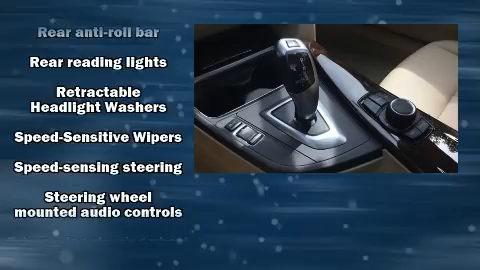 Rear anti-roll bar
Rear reading lights
Retractable
Headlight Washers
Speed-Sensitive Wipers
Speed-sensing steering
Steering wheel
mounted audio controls